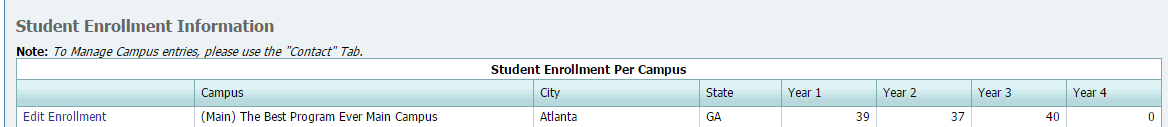 Student Enrollment Information
Note: To Manage Campus entries, please use the "Contact" Tab.
Student Enrollment Per Campus
Campus City State Year 1 Year 2 Year 3 Year 4
Edit Enrollment (Main) The Best Program Ever Main Campus Atlanta GA 39 37 40 0